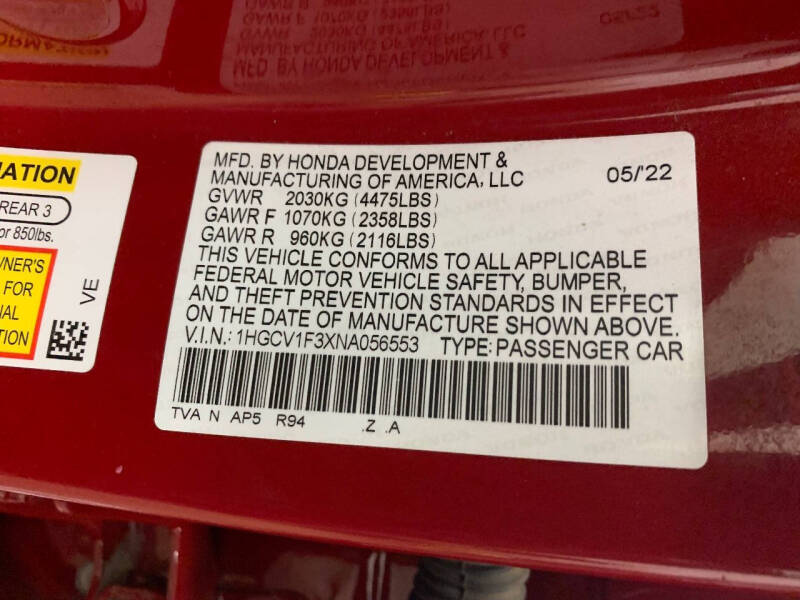 MFD. BY HONDA DEVELOPMENT &
MANUFACTURING OF AMERICA, LLC 05/'22
GVWR 2030KG (4475LBS)
GAWR F 1070KG (2358LBS)
GAWR R 960KG (2116LBS)
THIS VEHICLE CONFORMS TO ALL APPLICABLE
FEDERAL MOTOR VEHICLE SAFETY, BUMPER,
AND THEFT PREVENTION STANDARDS IN EFFECT
ON THE DATE OF MANUFACTURE SHOWN ABOVE.
V.I.N.: 1HGCV1F3XNA056553 TYPE: PASSENGER CAR
TVA N AP5 R94 .Z .A
REAR 3
or 850lbs.
FOR
VE